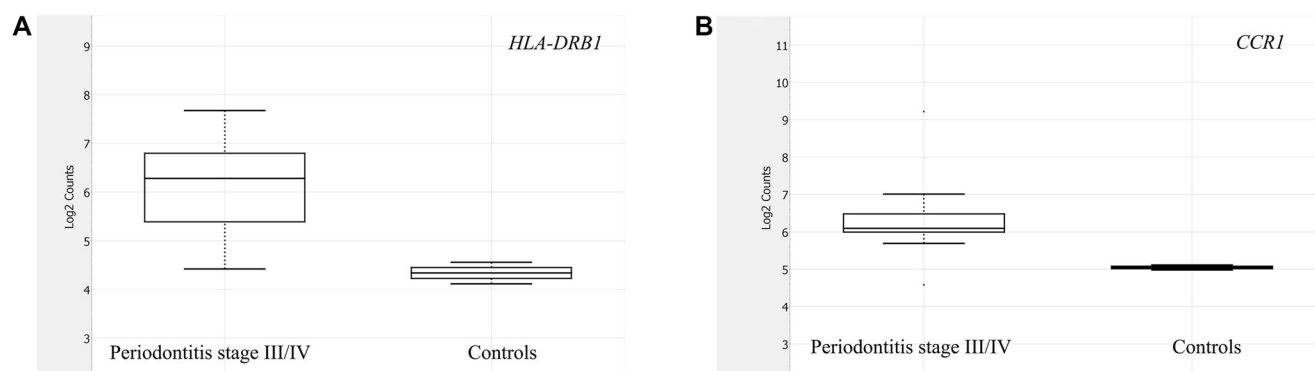 A
HLA-DRB1
9
8
7
6
5
4
3
Log2 Counts
Periodontitis stage III/IV
Controls
B
CCR1
11
10
9
8
7
6
5
4
3
Log2 Counts
Periodontitis stage III/IV
Controls